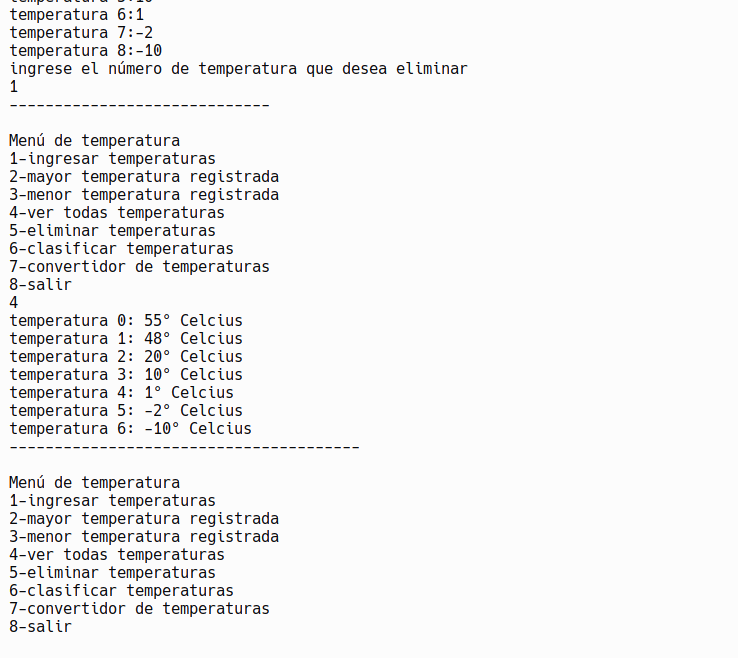 temperatura 5:10
temperatura 6:1
temperatura 7:-2
temperatura 8:-10
ingrese el número de temperatura que desea eliminar
1
-----------------------------

Menú de temperatura
1-ingresar temperaturas
2-mayor temperatura registrada
3-menor temperatura registrada
4-ver todas temperaturas
5-eliminar temperaturas
6-clasificar temperaturas
7-convertidor de temperaturas
8-salir
4
temperatura 0: 55° Celcius
temperatura 1: 48° Celcius
temperatura 2: 20° Celcius
temperatura 3: 10° Celcius
temperatura 4: 1° Celcius
temperatura 5: -2° Celcius
temperatura 6: -10° Celcius
---------------------------------------

Menú de temperatura
1-ingresar temperaturas
2-mayor temperatura registrada
3-menor temperatura registrada
4-ver todas temperaturas
5-eliminar temperaturas
6-clasificar temperaturas
7-convertidor de temperaturas
8-salir